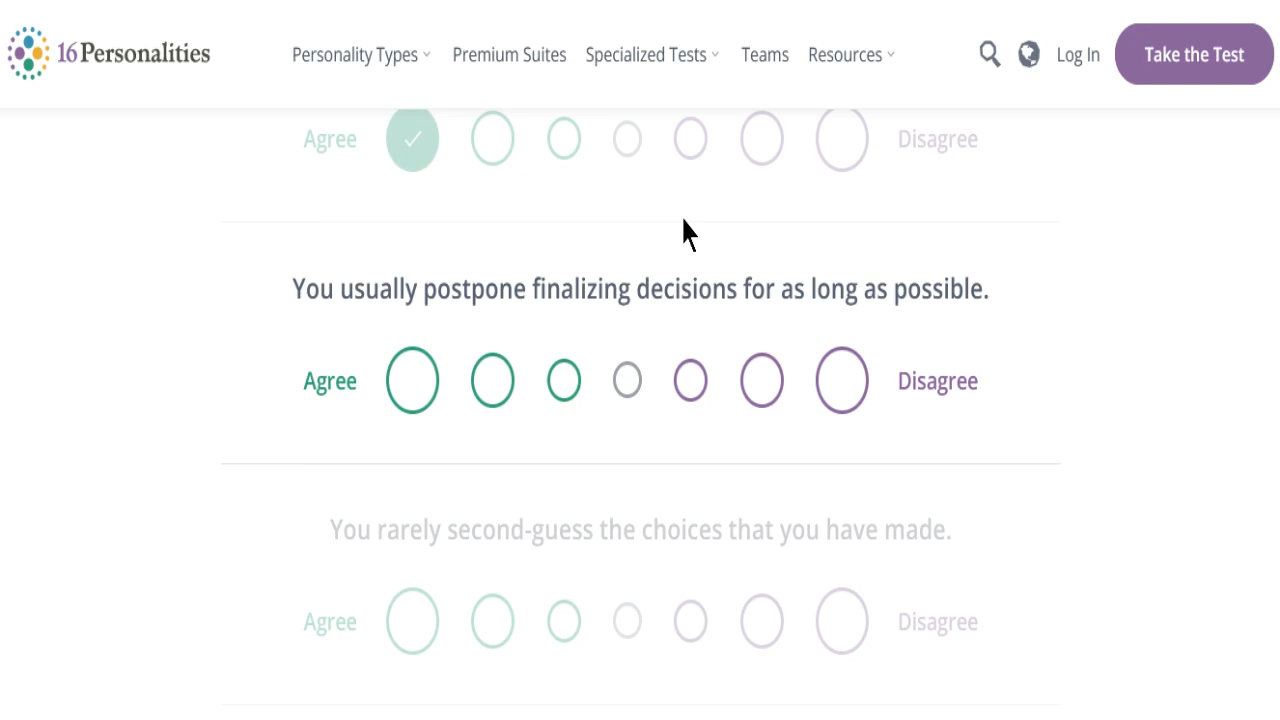 16Personalities
Personality Types Premium Suites Specialized Tests Teams Resources Log In Take the Test
Agree Disagree
You usually postpone finalizing decisions for as long as possible.
Agree Disagree
You rarely second-guess the choices that you have made.
Agree Disagree